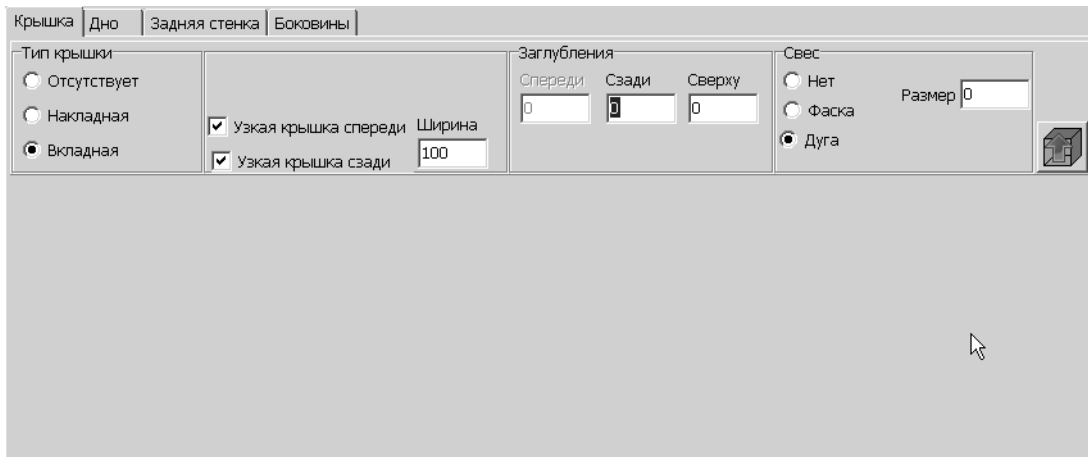 Крышка Дно Задняя стенка Боковины
Тип крышки
Отсутствует
Накладная
Вкладная
Узкая крышка спереди
Узкая крышка сзади
Ширина
100
Заглубления
Спереди Сзади Сверху
0 0 0
Свес
Нет
Фаска
Дуга
Размер 0